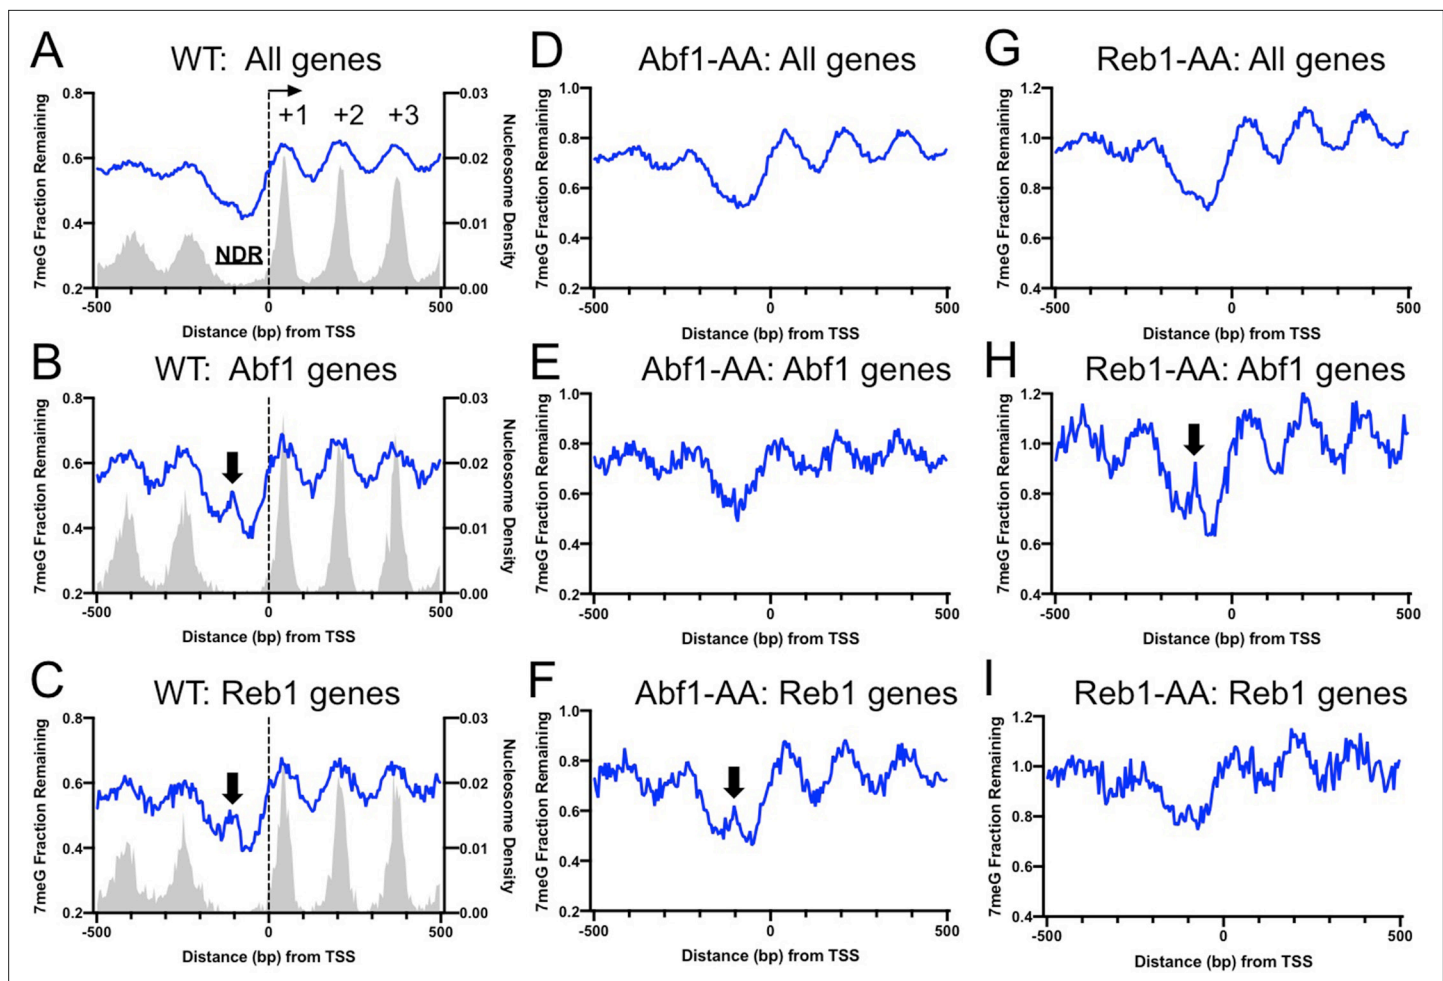 A
WT: All genes
7meG Fraction Remaining
0.8
0.6
0.4
0.2
+1 +2 +3
NDR
0.03
0.02
0.01
0.00
Nucleosome Density
-500 0 500
Distance (bp) from TSS
D
Abf1-AA: All genes
7meG Fraction Remaining
1.0
0.8
0.6
0.4
0.2
-500 0 500
Distance (bp) from TSS
G
Reb1-AA: All genes
7meG Fraction Remaining
1.2
1.0
0.8
0.6
0.4
-500 0 500
Distance (bp) from TSS
B
WT: Abf1 genes
7meG Fraction Remaining
0.8
0.6
0.4
0.2
0.03
0.02
0.01
0.00
Nucleosome Density
-500 0 500
Distance (bp) from TSS
E
Abf1-AA: Abf1 genes
7meG Fraction Remaining
1.0
0.8
0.6
0.4
0.2
-500 0 500
Distance (bp) from TSS
H
Reb1-AA: Abf1 genes
7meG Fraction Remaining
1.2
1.0
0.8
0.6
0.4
-500 0 500
Distance (bp) from TSS
C
WT: Reb1 genes
7meG Fraction Remaining
0.8
0.6
0.4
0.2
0.03
0.02
0.01
0.00
Nucleosome Density
-500 0 500
Distance (bp) from TSS
F
Abf1-AA: Reb1 genes
7meG Fraction Remaining
1.0
0.8
0.6
0.4
0.2
-500 0 500
Distance (bp) from TSS
I
Reb1-AA: Reb1 genes
7meG Fraction Remaining
1.2
1.0
0.8
0.6
0.4
-500 0 500
Distance (bp) from TSS